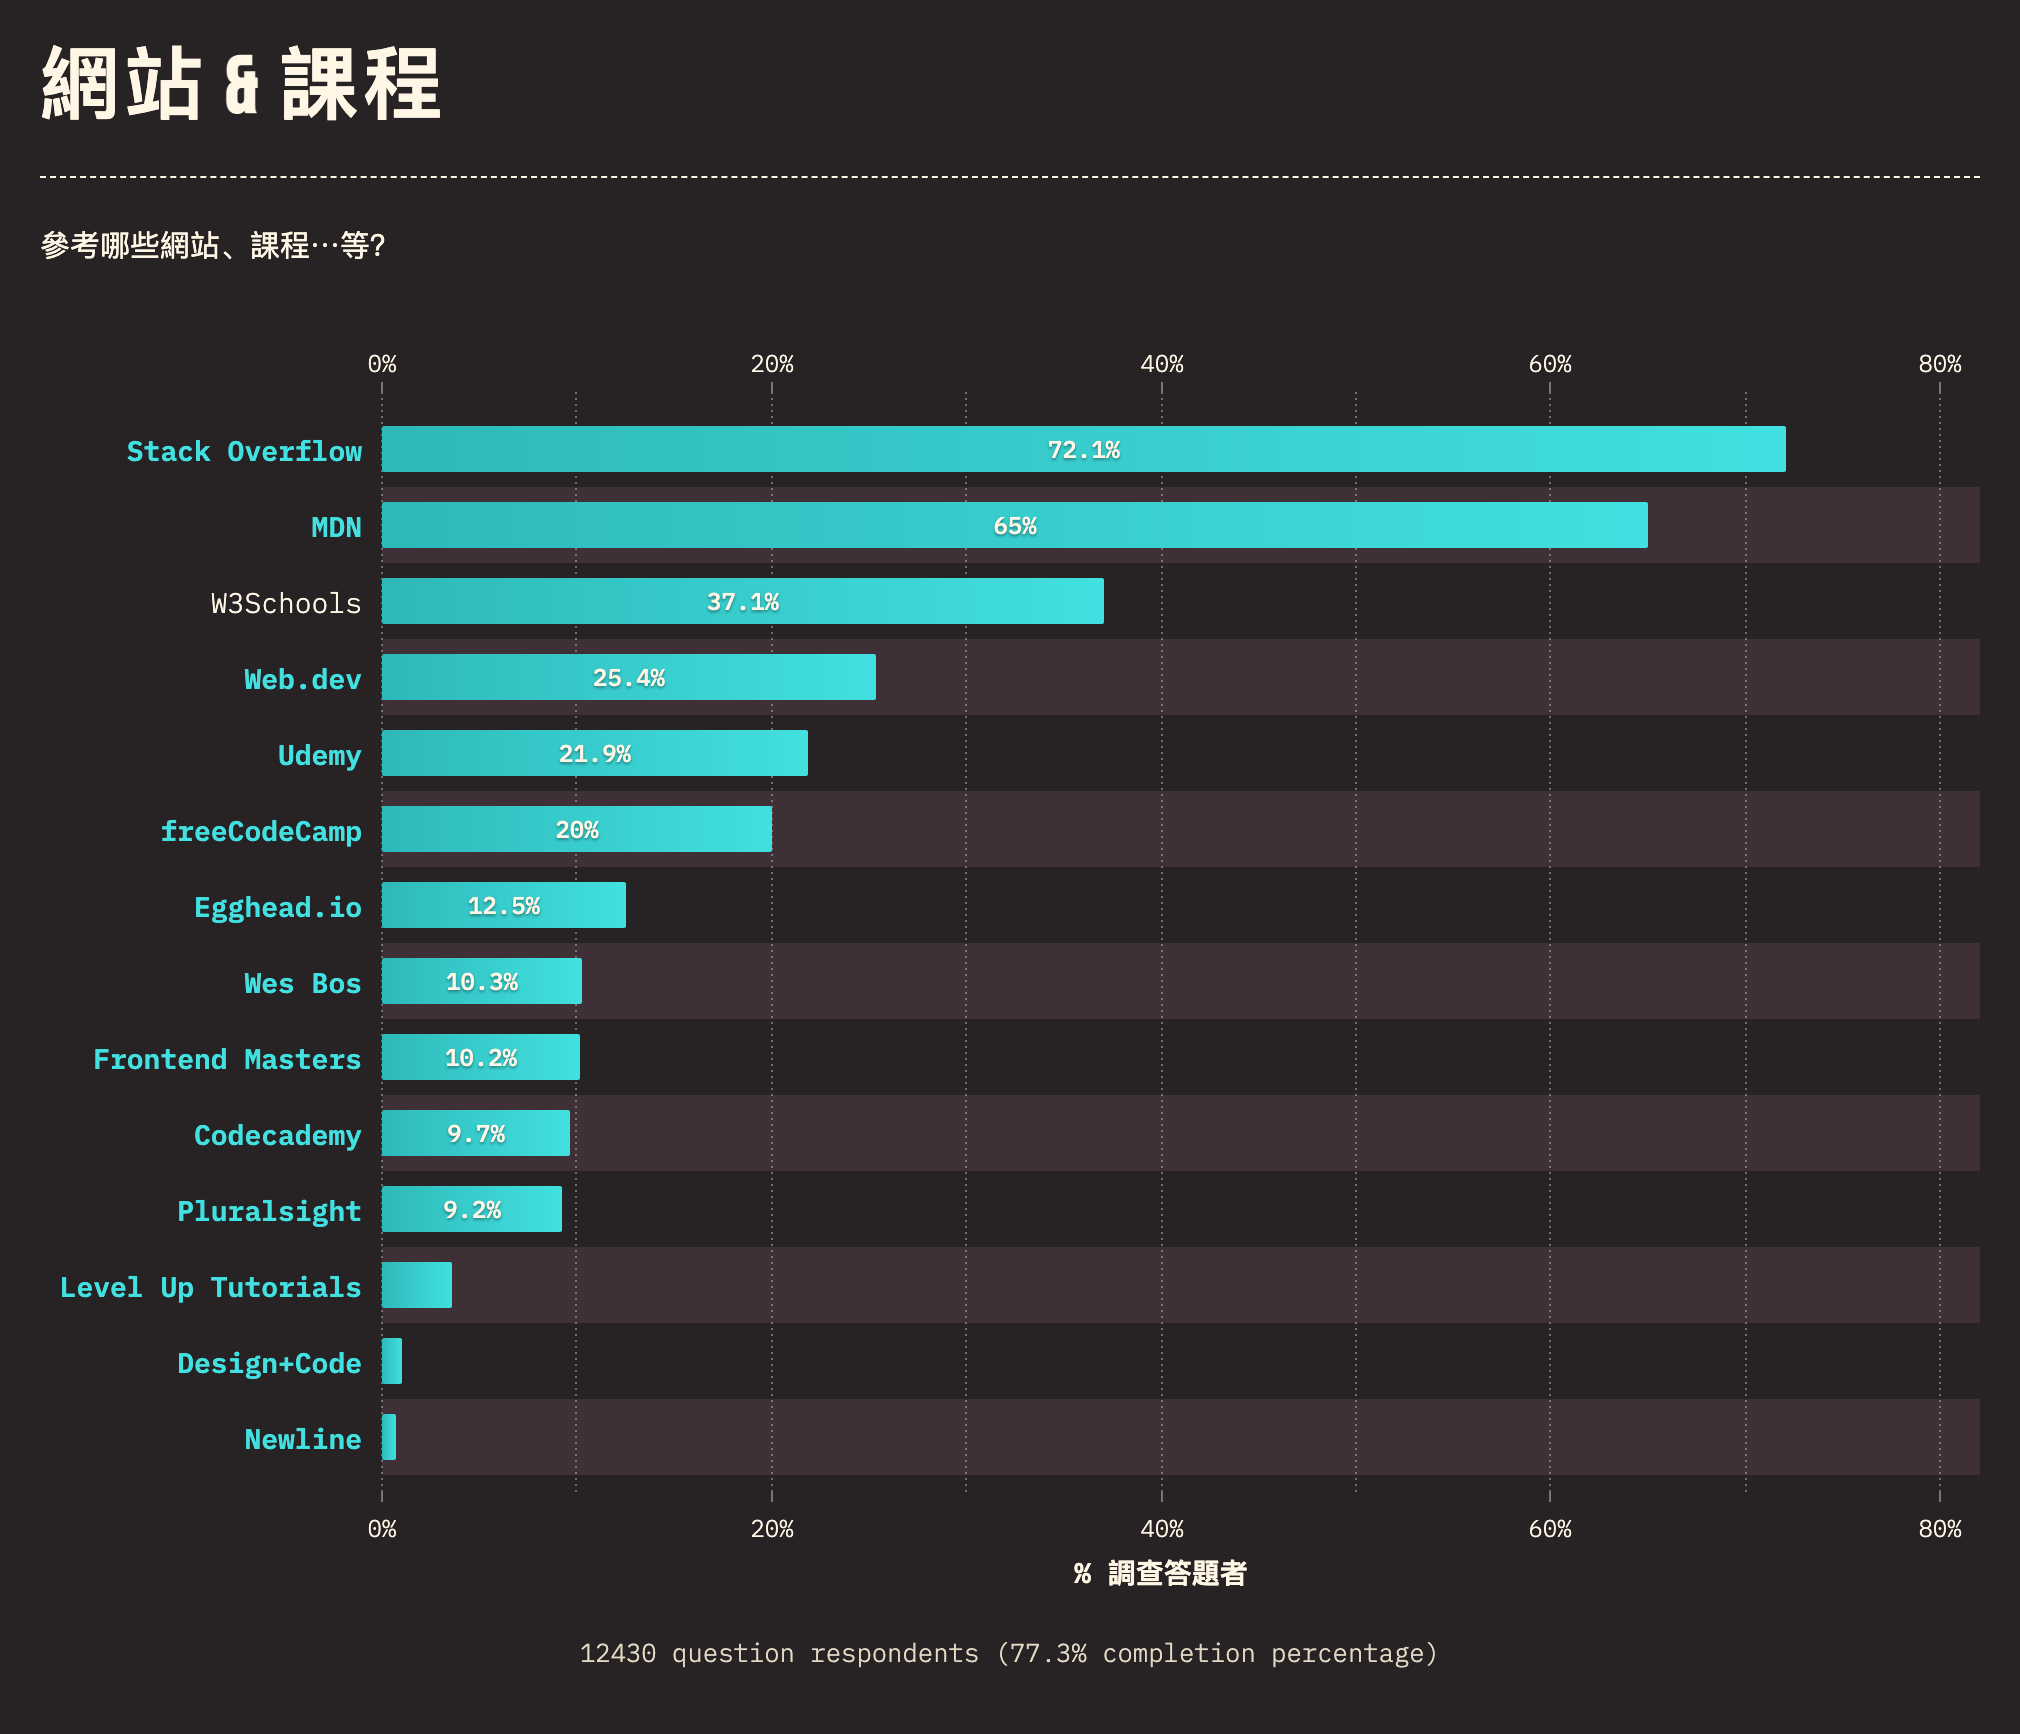 網站 & 課程
參考哪些網站、課程…等?
0% 20% 40% 60% 80%
Stack Overflow 72.1%
MDN 65%
W3Schools 37.1%
Web.dev 25.4%
Udemy 21.9%
freeCodeCamp 20%
Egghead.io 12.5%
Wes Bos 10.3%
Frontend Masters 10.2%
Codecademy 9.7%
Pluralsight 9.2%
Level Up Tutorials
Design+Code
Newline
0% 20% 40% 60% 80%
% 調查答題者
12430 question respondents (77.3% completion percentage)